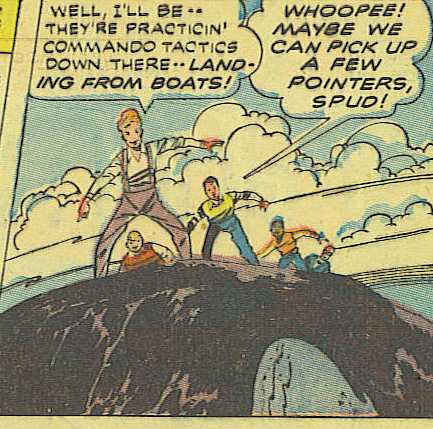 WELL, I'LL BE--
THEY'RE PRACTICIN'
COMMANDO TACTICS
DOWN THERE--LAND-
ING FROM BOATS!
WHOOPEE!
MAYBE WE
CAN PICK UP
A FEW
POINTERS,
SPUD!